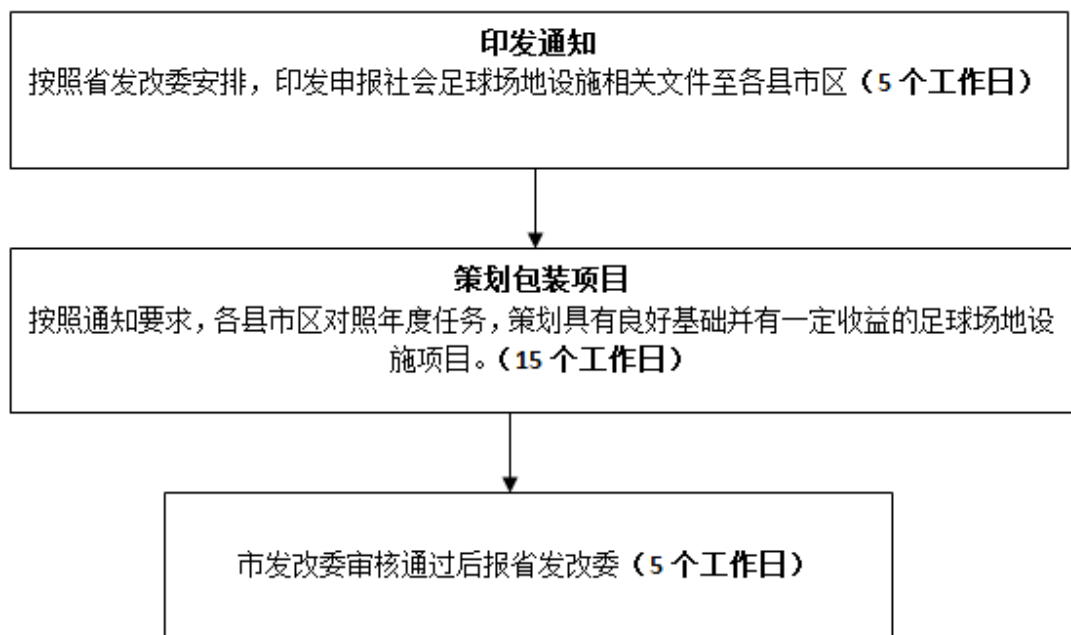 印发通知
按照省发改委安排，印发申报社会足球场地设施相关文件至各县市区（5 个工作日）
策划包装项目
按照通知要求，各县市区对照年度任务，策划具有良好基础并有一定收益的足球场地设
施项目。（15 个工作日）
市发改委审核通过后报省发改委（5 个工作日）